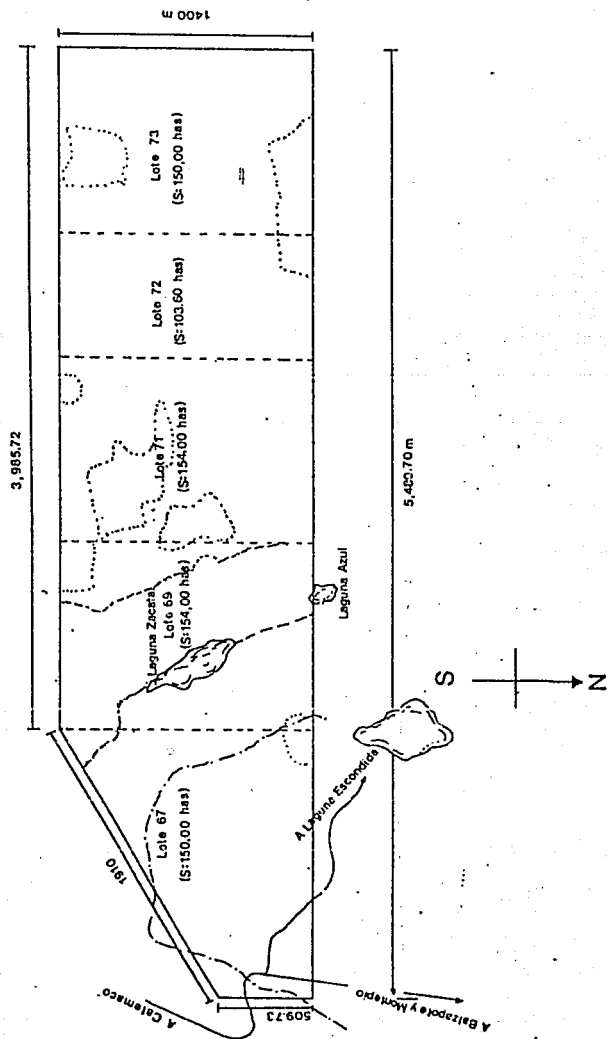 1400 m
3,985.72
Lote 73
(S:150,00 has)
Lote 72
(S:103.60 has)
Lote 71
(S:154.00 has)
Laguna Zacatal
Lote 69
(S:154,00 has)
Laguna Azul
5,480.70 m
S
N
1910
Lote 67
(S:150,00 has)
A Laguna Escondida
A Catemaco
509.73
A Balzapote y Montepio